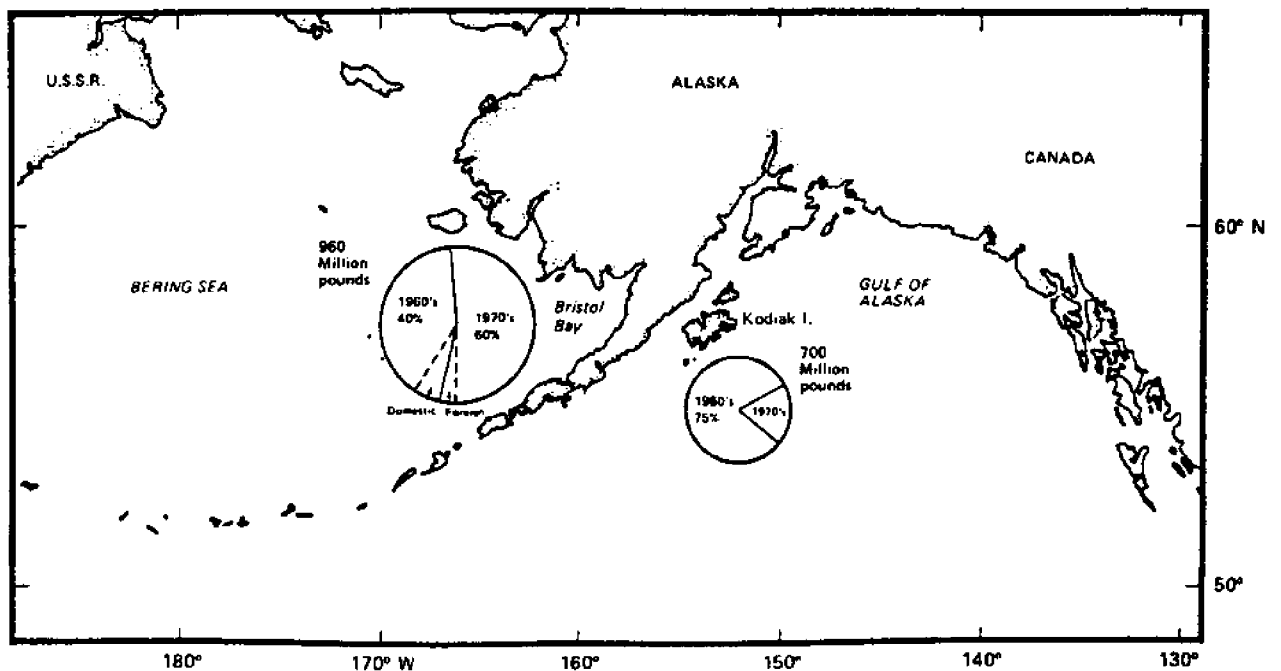 U.S.S.R.
ALASKA
CANADA
60° N
960
Million
pounds
BERING SEA
1960's
40%
1970's
60%
Bristol
Bay
GULF OF
ALASKA
Kodiak I.
700
Million
pounds
Domestic Foreign
1960's
75%
1970's
50°
180° 170° W 160° 150° 140° 130°